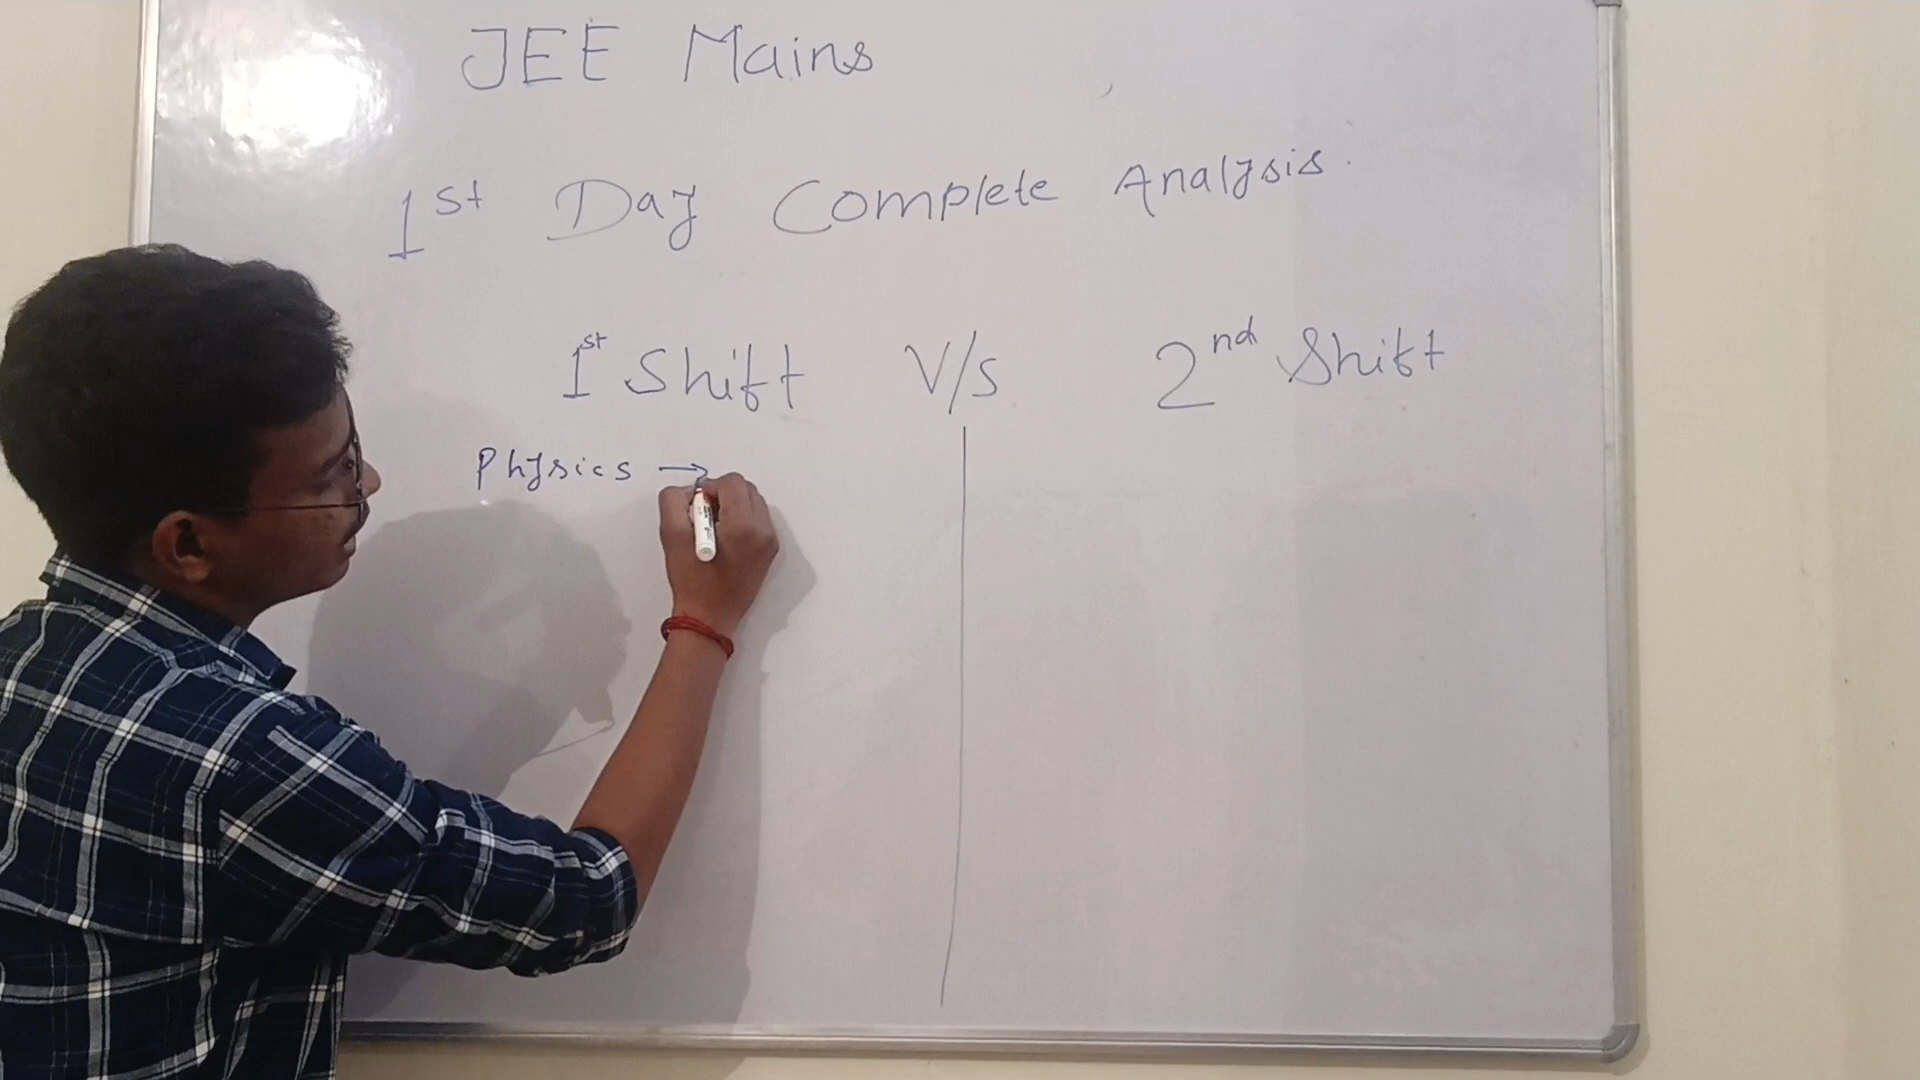 JEE Mains
1st Day Complete Analysis.
1st Shift V/s 2nd Shift
Physics →